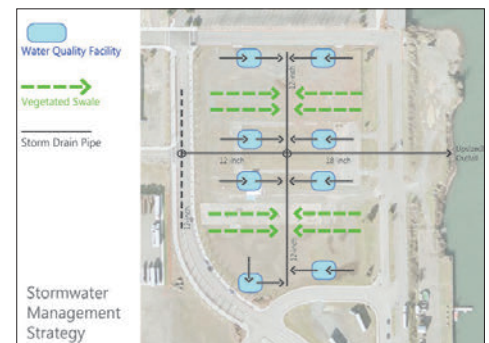 Water Quality Facility
Vegetated Swale
Storm Drain Pipe
Stormwater
Management
Strategy
12-inch
12-inch
18 inch
12-inch
12-inch
Outlet